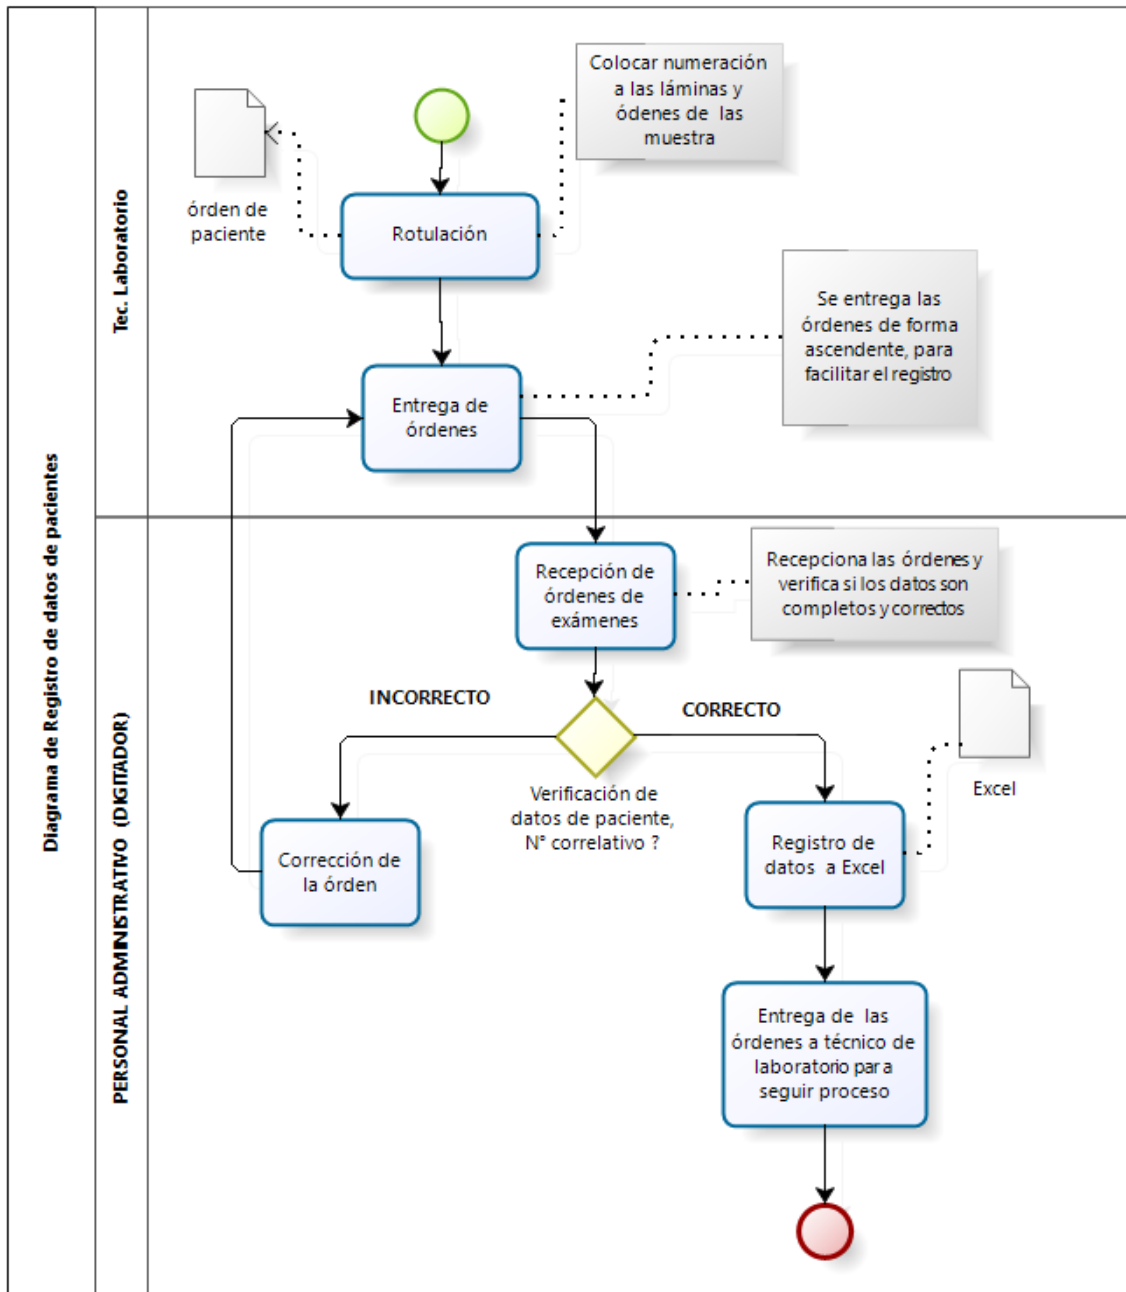 Diagrama de Registro de datos de pacientes
Tec. Laboratorio
Colocar numeración
a las láminas y
ódenes de las
muestra
órden de
paciente
Rotulación
Se entrega las
órdenes de forma
ascendente, para
facilitar el registro
Entrega de
órdenes
PERSONAL ADMINISTRATIVO (DIGITADOR)
Recepción de
órdenes de
exámenes
Recepciona las órdenes y
verifica si los datos son
completos y correctos
INCORRECTO
CORRECTO
Verificación de
datos de paciente,
N° correlativo ?
Excel
Corrección de
la órden
Registro de
datos a Excel
Entrega de las
órdenes a técnico de
laboratorio para
seguir proceso